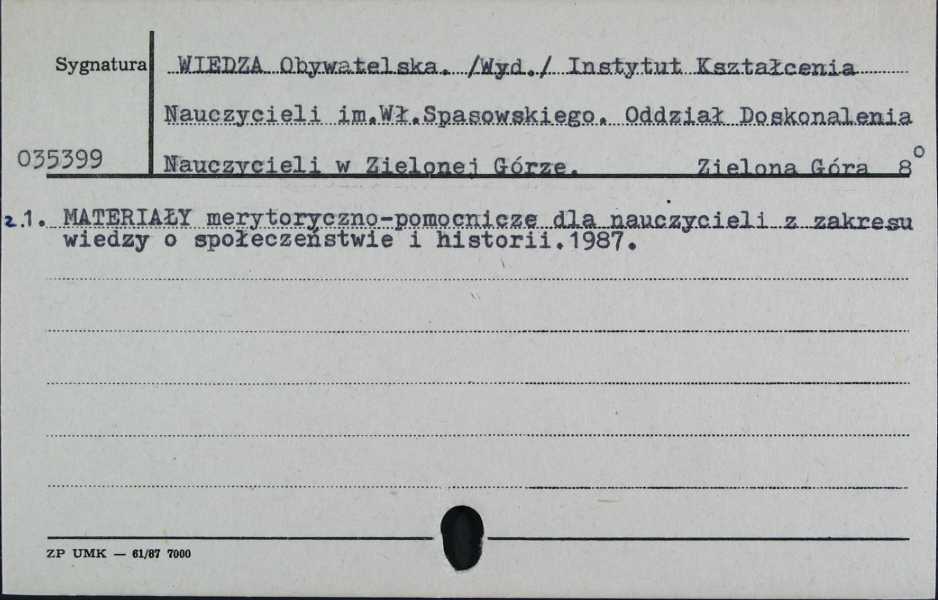 Sygnatura
WIEDZA Obywatelska. /Wyd./ Instytut Kształcenia
Nauczycieli im.Wł.Spasowskiego. Oddział Doskonalenia
035399
Nauczycieli w Zielonej Górze. Zielona Góra 8°
z.1. MATERIAŁY merytoryczno-pomocnicze dla nauczycieli z zakresu
wiedzy o społeczeństwie i historii.1987.
ZP UMK — 61/87 7000